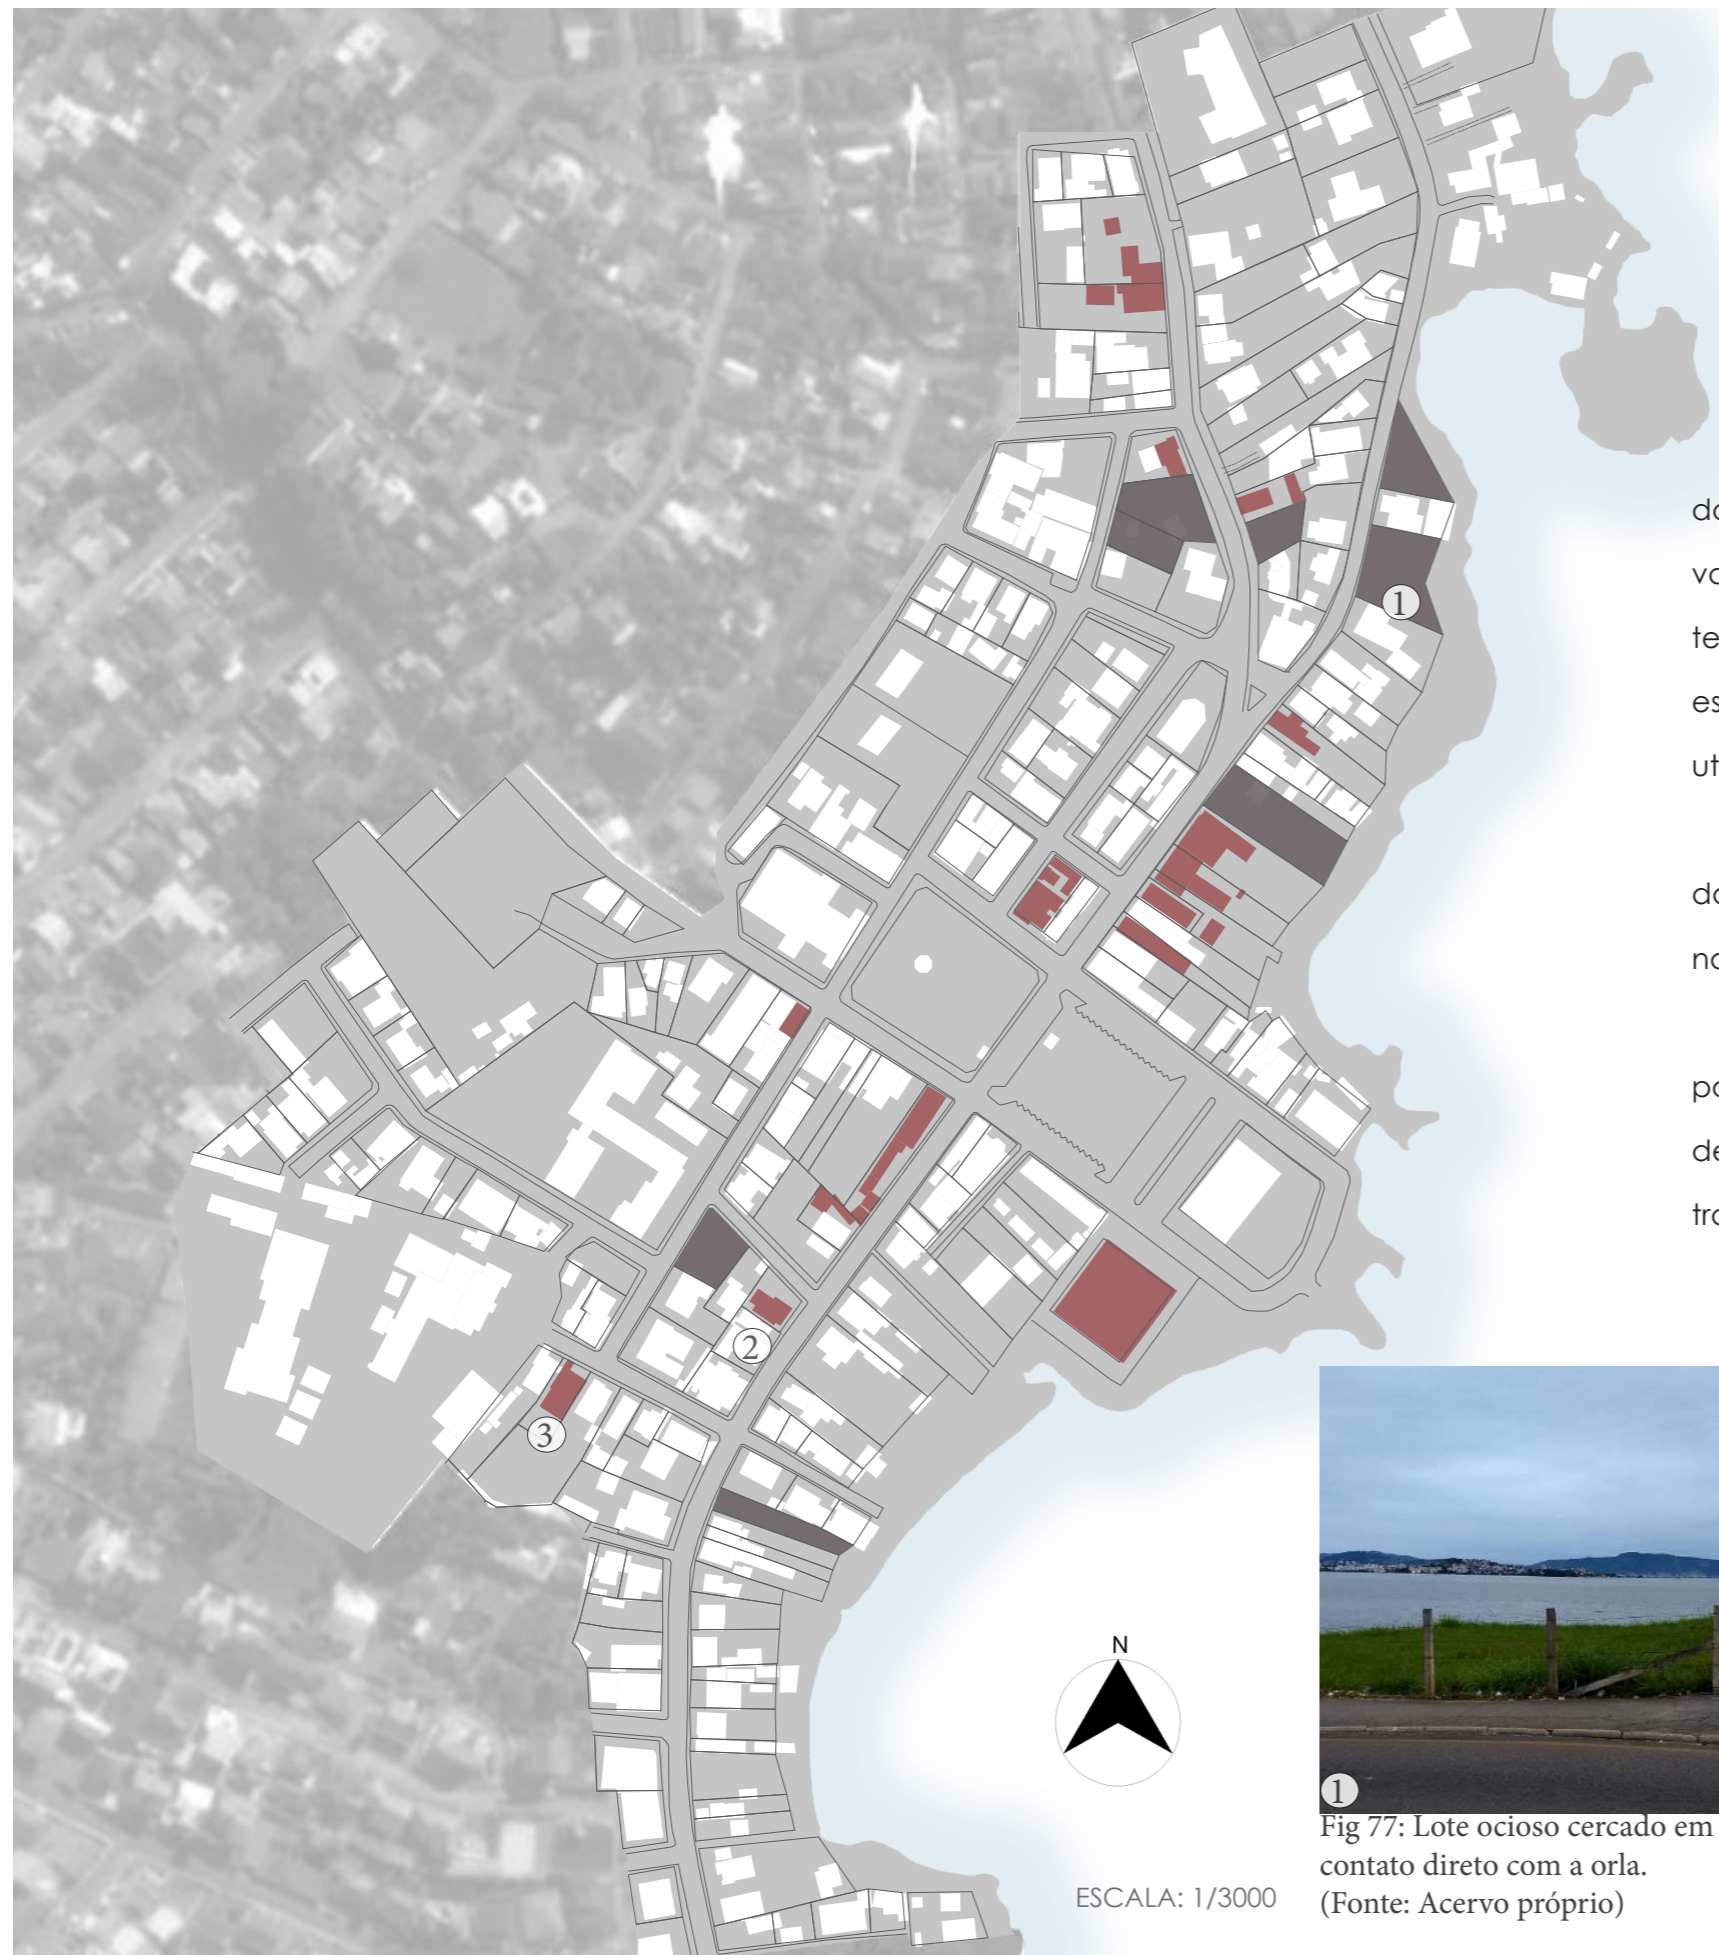 1
2
3
N
ESCALA: 1/3000
1
Fig 77: Lote ocioso cercado em
contato direto com a orla.
(Fonte: Acervo próprio)